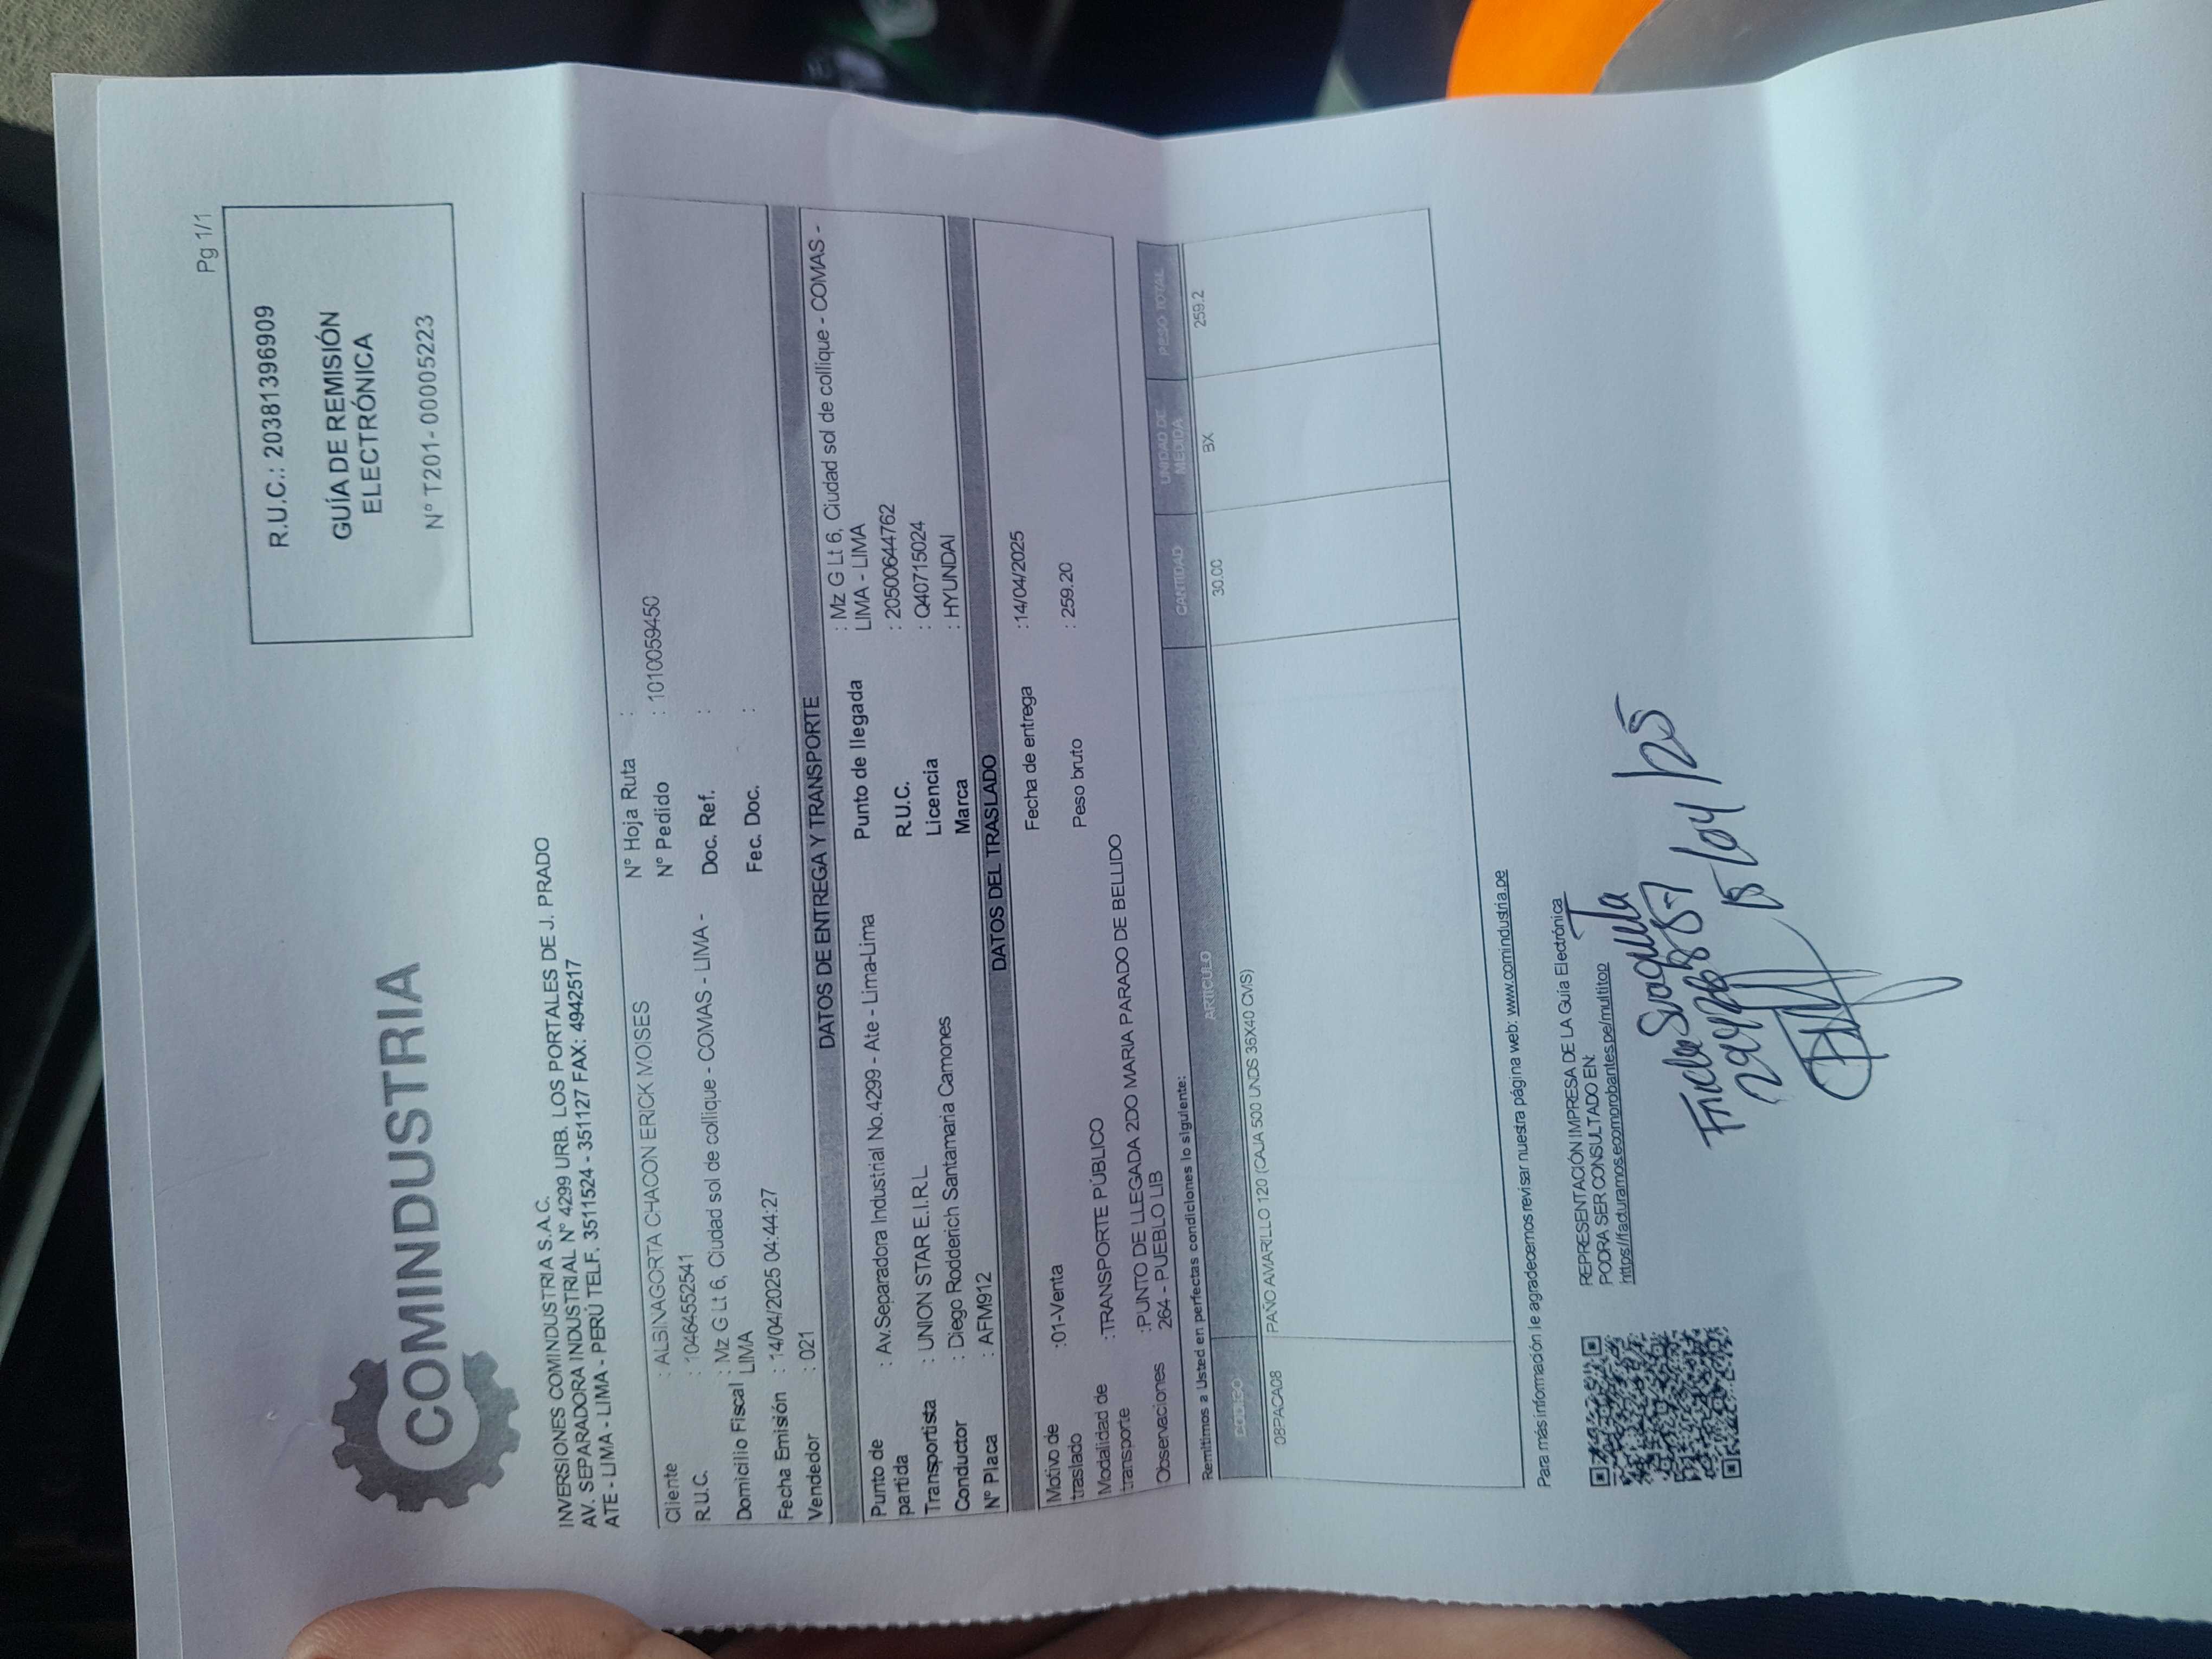 Pg 1/1
COMINDUSTRIA
R.U.C.: 20381396909
GUÍA DE REMISIÓN
ELECTRÓNICA
N° T201-00005223
INVERSIONES COMINDUSTRIA S.A.C.
AV. SEPARADORA INDUSTRIAL N° 4299 URB. LOS PORTALES DE J. PRADO
ATE - LIMA - PERÚ TELF. 3511524 - 351127 FAX: 4942517
Cliente : ALBINAGORTA CHACON ERICK MOISES N° Hoja Ruta :
R.U.C. : 10464552541 N° Pedido : 1010059450
Domicilio Fiscal : Mz G Lt 6, Ciudad sol de collique - COMAS - LIMA - Doc. Ref. :
LIMA
Fecha Emisión : 14/04/2025 04:44:27 Fec. Doc. :
Vendedor : 021
DATOS DE ENTREGA Y TRANSPORTE
Punto de partida : Av.Separadora Industrial No.4299 - Ate - Lima-Lima Punto de llegada : Mz G Lt 6, Ciudad sol de collique - COMAS -
LIMA - LIMA
Transportista : UNION STAR E.I.R.L R.U.C. : 20500644762
Conductor : Diego Rodderich Santamaria Camones Licencia : Q40715024
N° Placa : AFM912 Marca : HYUNDAI
DATOS DEL TRASLADO
Motivo de traslado :01-Venta Fecha de entrega :14/04/2025
Modalidad de transporte :TRANSPORTE PÚBLICO Peso bruto : 259.20
Observaciones :PUNTO DE LLEGADA 2DO MARIA PARADO DE BELLIDO
264 - PUEBLO LIB
Remitimos a Usted en perfectas condiciones lo siguiente:
CODIGO ARTICULO CANTIDAD UNIDAD DE MEDIDA PESO TOTAL
08PACA08 PAÑO AMARILLO 120 (CAJA 500 UNDS 36X40 CMS) 30.00 BX 259.2
Para más información le agradecemos revisar nuestra página web: www.comindustria.pe
REPRESENTACIÓN IMPRESA DE LA Guía Electrónica
PODRA SER CONSULTADO EN:
https://facturamos.ecomprobantes.pe/multitop
15/04/25